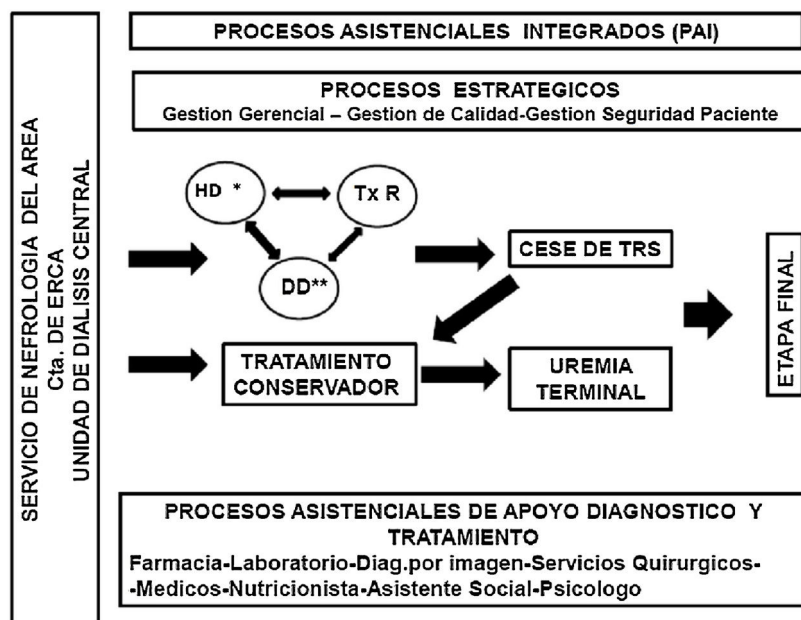 SERVICIO DE NEFROLOGIA DEL AREA
Cta. DE ERCA
UNIDAD DE DIALISIS CENTRAL
PROCESOS ASISTENCIALES INTEGRADOS (PAI)
PROCESOS ESTRATEGICOS
Gestion Gerencial – Gestion de Calidad-Gestion Seguridad Paciente
HD *
Tx R
DD**
CESE DE TRS
TRATAMIENTO
CONSERVADOR
UREMIA
TERMINAL
ETAPA FINAL
PROCESOS ASISTENCIALES DE APOYO DIAGNOSTICO Y
TRATAMIENTO
Farmacia-Laboratorio-Diag.por imagen-Servicios Quirurgicos-
-Medicos-Nutricionista-Asistente Social-Psicologo